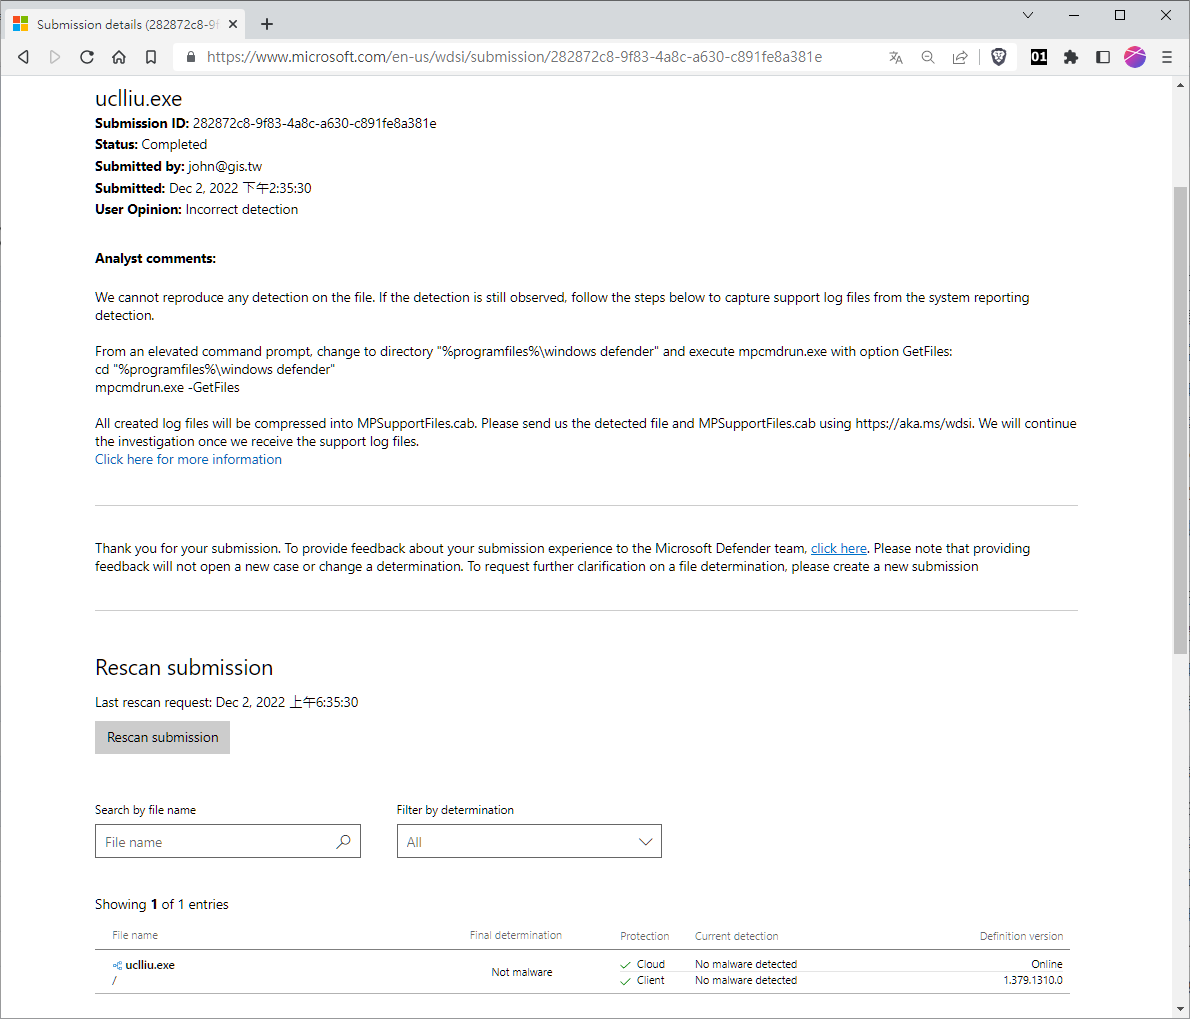 Submission details (282872c8-9f
https://www.microsoft.com/en-us/wdsi/submission/282872c8-9f83-4a8c-a630-c891fe8a381e
01
uclliu.exe
Submission ID: 282872c8-9f83-4a8c-a630-c891fe8a381e
Status: Completed
Submitted by: john@gis.tw
Submitted: Dec 2, 2022 下午2:35:30
User Opinion: Incorrect detection
Analyst comments:
We cannot reproduce any detection on the file. If the detection is still observed, follow the steps below to capture support log files from the system reporting
detection.
From an elevated command prompt, change to directory "%programfiles%\windows defender" and execute mpcmdrun.exe with option GetFiles:
cd "%programfiles%\windows defender"
mpcmdrun.exe -GetFiles
All created log files will be compressed into MPSupportFiles.cab. Please send us the detected file and MPSupportFiles.cab using https://aka.ms/wdsi. We will continue
the investigation once we receive the support log files.
Click here for more information
Thank you for your submission. To provide feedback about your submission experience to the Microsoft Defender team, click here. Please note that providing
feedback will not open a new case or change a determination. To request further clarification on a file determination, please create a new submission
Rescan submission
Last rescan request: Dec 2, 2022 上午6:35:30
Rescan submission
Search by file name Filter by determination
File name All
Showing 1 of 1 entries
File name Final determination Protection Current detection Definition version
uclliu.exe Not malware Cloud No malware detected Online
/ Client No malware detected 1.379.1310.0